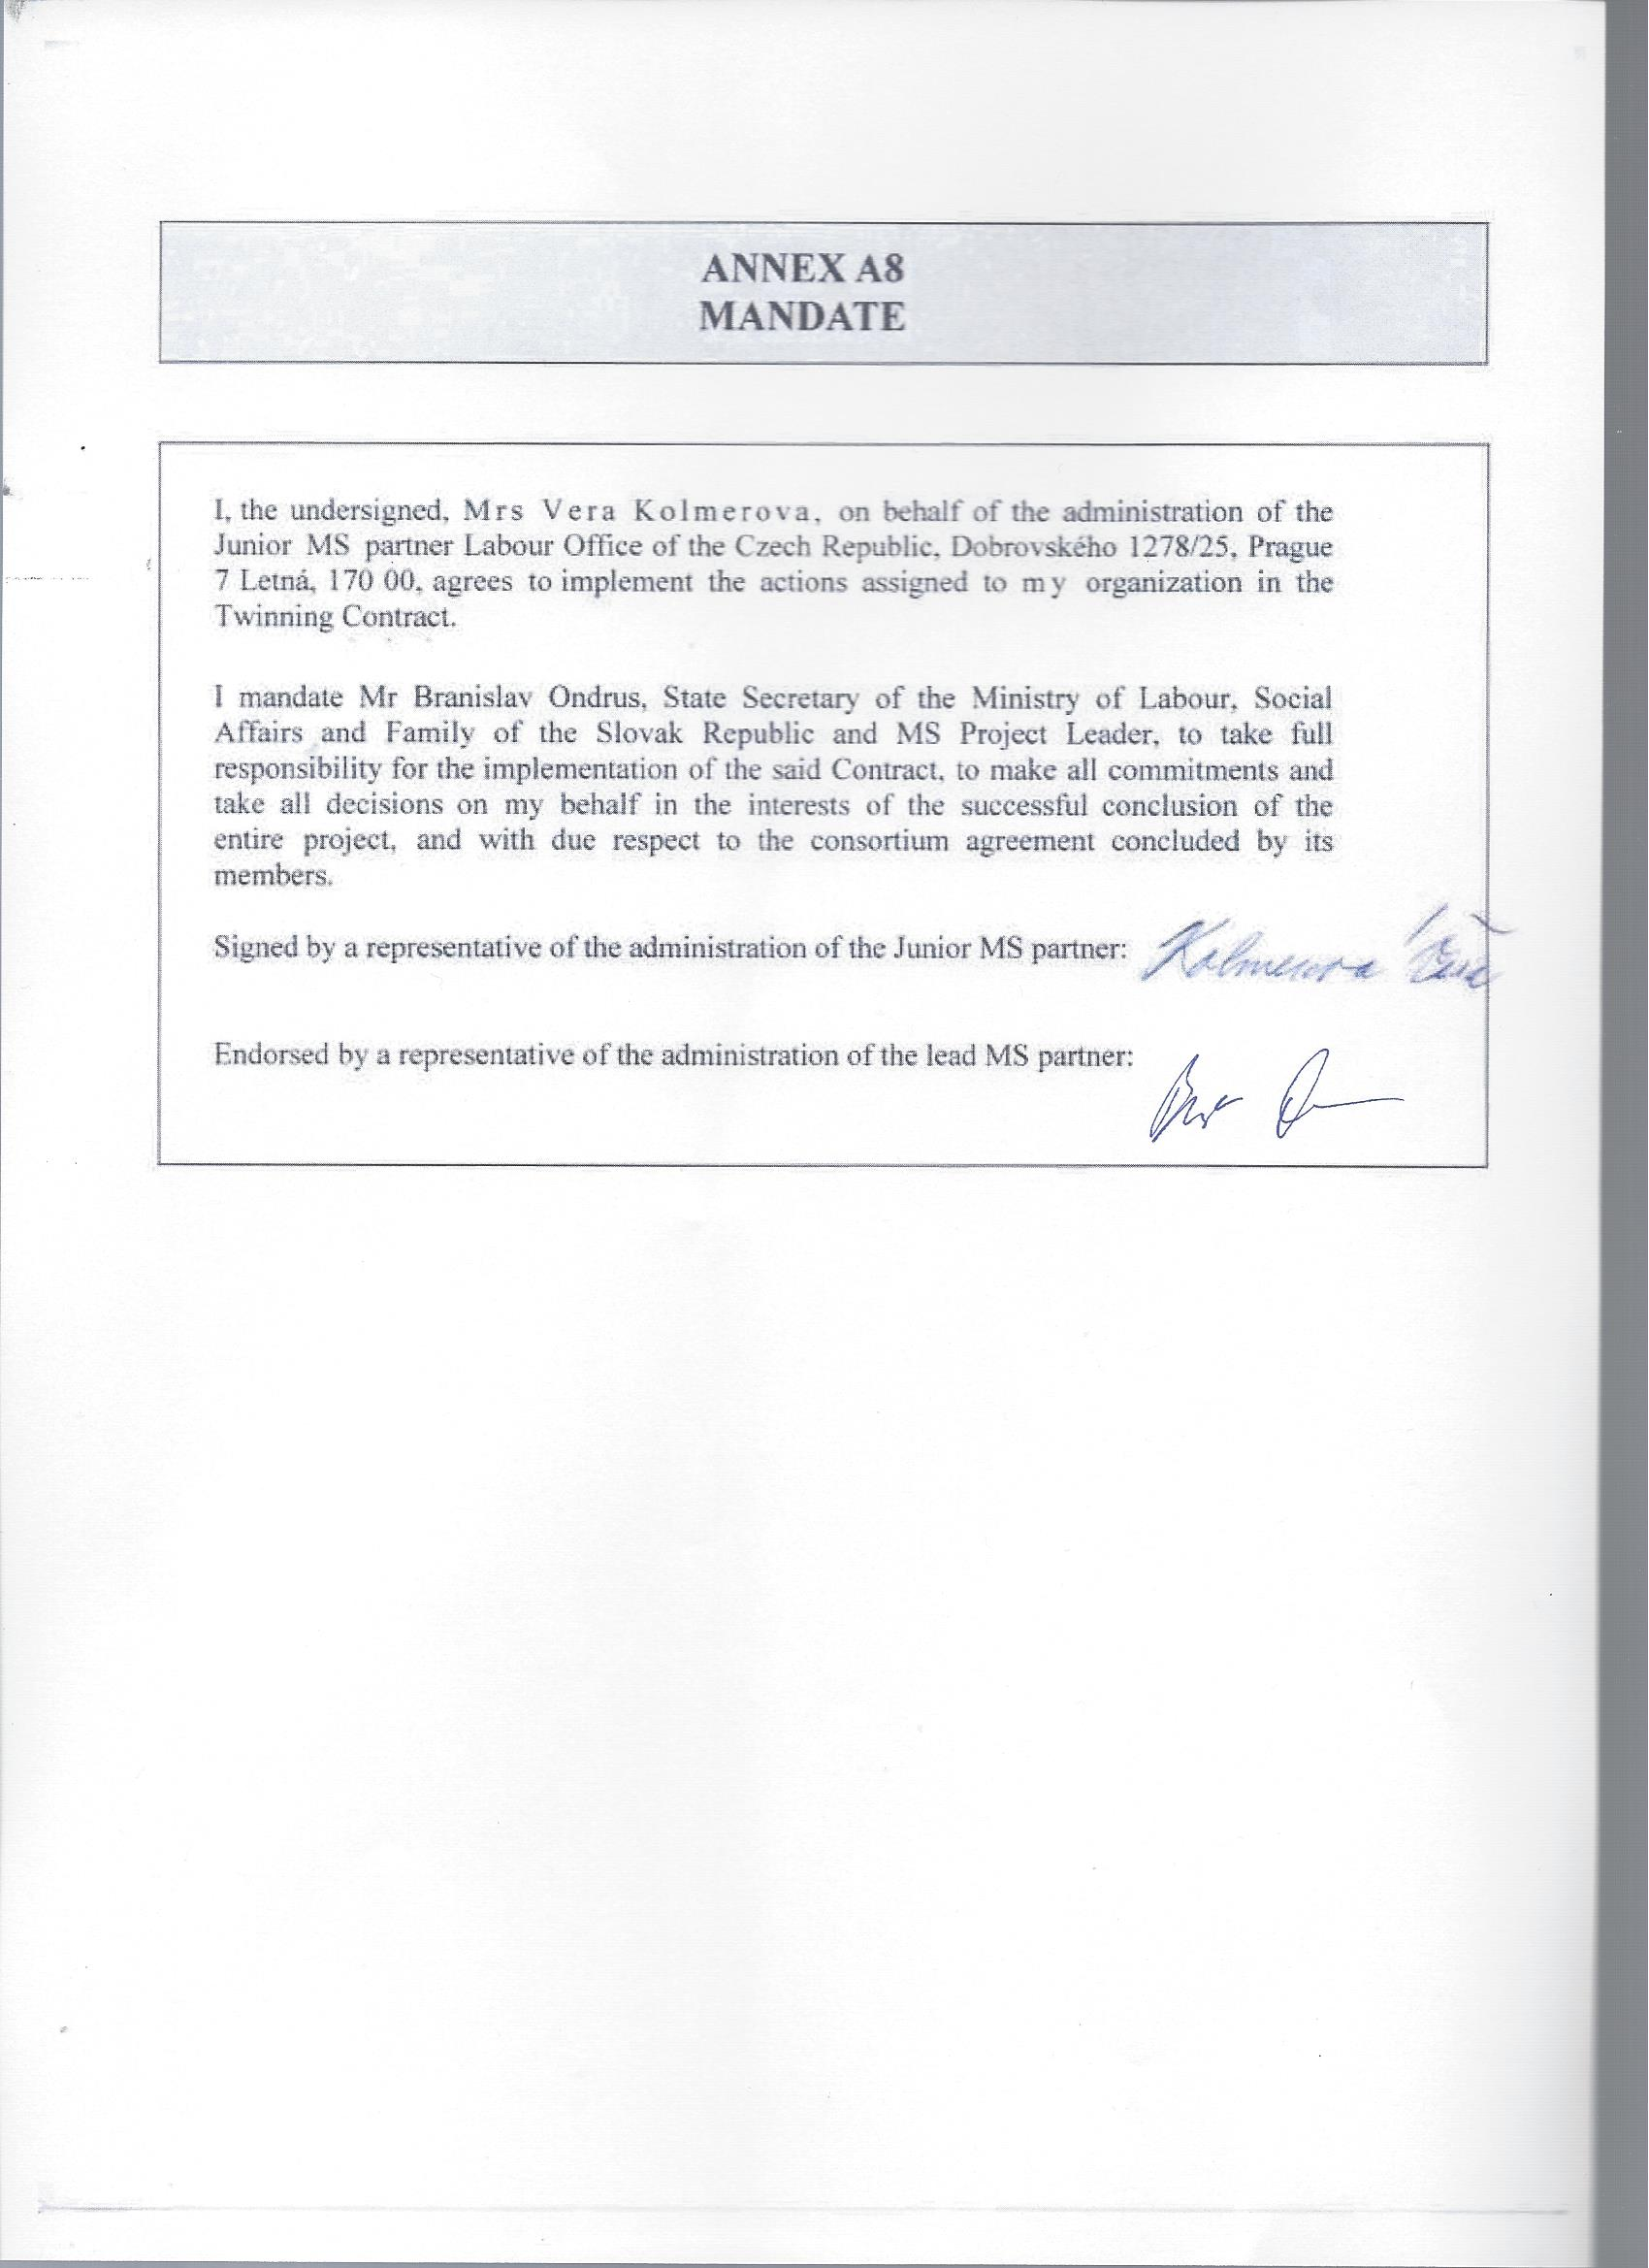 ANNEX A8
MANDATE
I, the undersigned, Mrs Vera Kolmerova, on behalf of the administration of the
Junior MS partner Labour Office of the Czech Republic, Dobrovského 1278/25, Prague
7 Letná, 170 00, agrees to implement the actions assigned to my organization in the
Twinning Contract.
I mandate Mr Branislav Ondrus, State Secretary of the Ministry of Labour, Social
Affairs and Family of the Slovak Republic and MS Project Leader, to take full
responsibility for the implementation of the said Contract, to make all commitments and
take all decisions on my behalf in the interests of the successful conclusion of the
entire project, and with due respect to the consortium agreement concluded by its
members.
Signed by a representative of the administration of the Junior MS partner:
Endorsed by a representative of the administration of the lead MS partner: